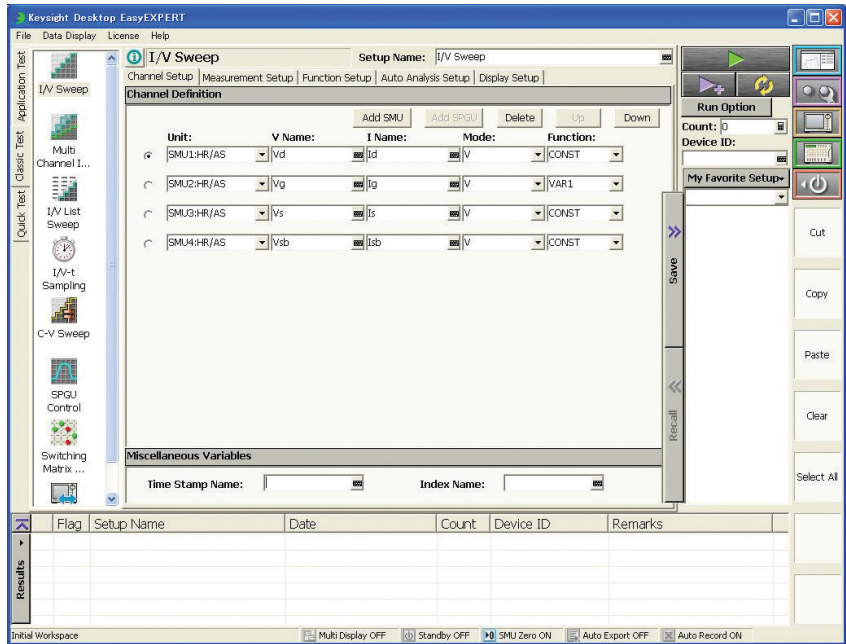 Keysight Desktop EasyEXPERT
File Data Display License Help
Quick Test Classic Test Application Test
I/V Sweep
Multi
Channel I...
I/V List
Sweep
I/V-t
Sampling
C-V Sweep
SPGU
Control
Switching
Matrix ...
I/V Sweep Setup Name: I/V Sweep
Channel Setup Measurement Setup Function Setup Auto Analysis Setup Display Setup
Channel Definition
Add SMU Add SPGU Delete Up Down
Unit: V Name: I Name: Mode: Function:
SMU1:HR/AS Vd Id V CONST
SMU2:HR/AS Vg Ig V VAR1
SMU3:HR/AS Vs Is V CONST
SMU4:HR/AS Vsb Isb V CONST
Miscellaneous Variables
Time Stamp Name: Index Name:
Save
Recall
Run Option
Count: 0
Device ID:
My Favorite Setup
Cut
Copy
Paste
Clear
Select All
Results
Flag Setup Name Date Count Device ID Remarks
Initial Workspace Multi Display OFF Standby OFF SMU Zero ON Auto Export OFF Auto Record ON